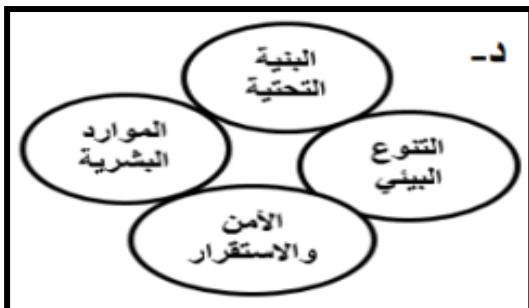 د-
البنية
التحتية
التنوع
البيئي
الموارد
البشرية
الأمن
والاستقرار